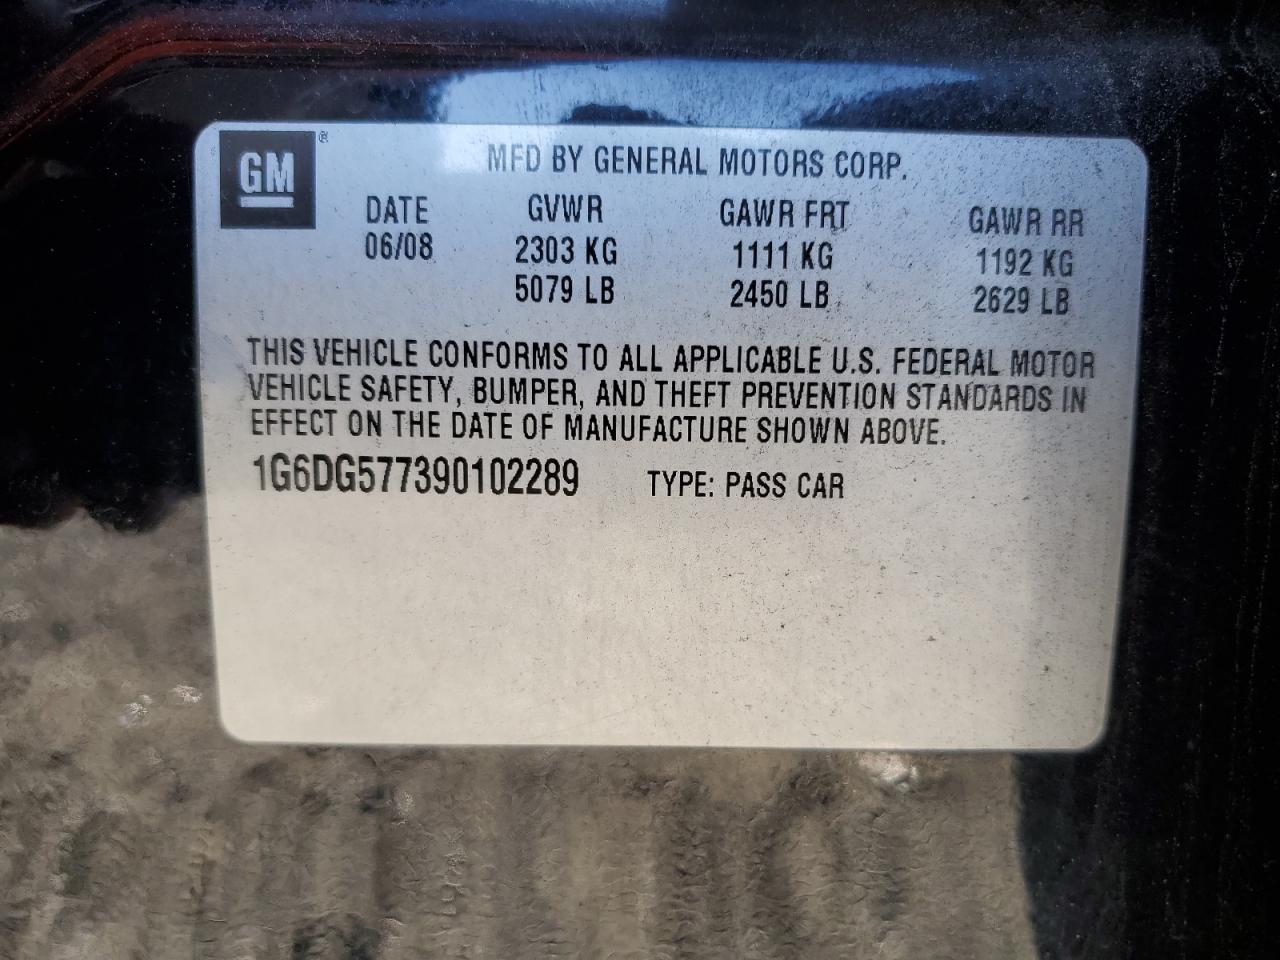 GM®
MFD BY GENERAL MOTORS CORP.
DATE GVWR GAWR FRT GAWR RR
06/08 2303 KG 1111 KG 1192 KG
5079 LB 2450 LB 2629 LB
THIS VEHICLE CONFORMS TO ALL APPLICABLE U.S. FEDERAL MOTOR
VEHICLE SAFETY, BUMPER, AND THEFT PREVENTION STANDARDS IN
EFFECT ON THE DATE OF MANUFACTURE SHOWN ABOVE.
1G6DG577390102289 TYPE: PASS CAR